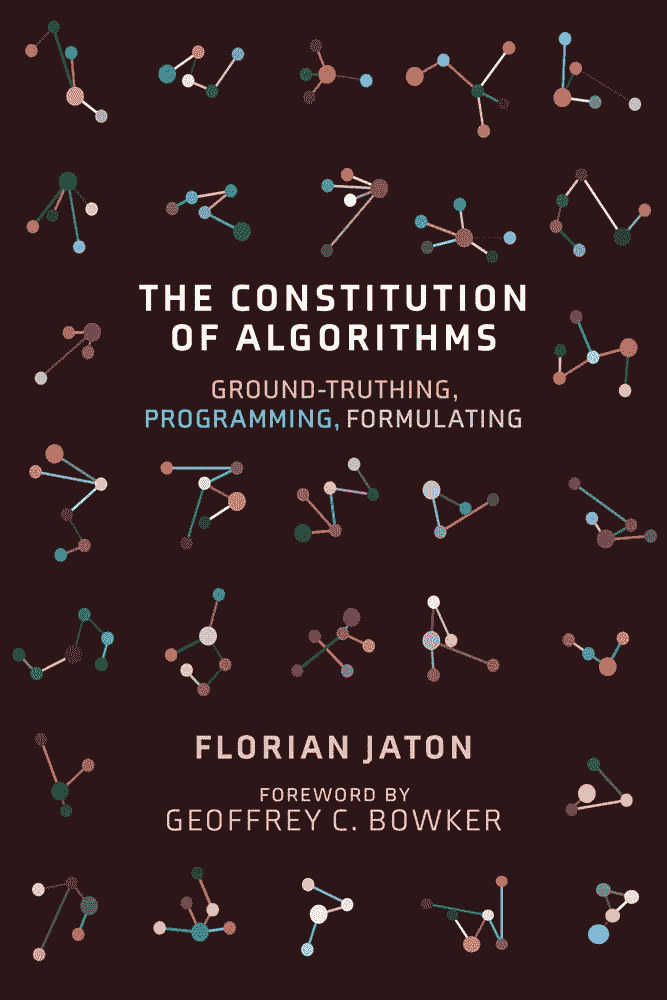 THE CONSTITUTION
OF ALGORITHMS
GROUND-TRUTHING,
PROGRAMMING, FORMULATING
FLORIAN JATON
FOREWORD BY
GEOFFREY C. BOWKER